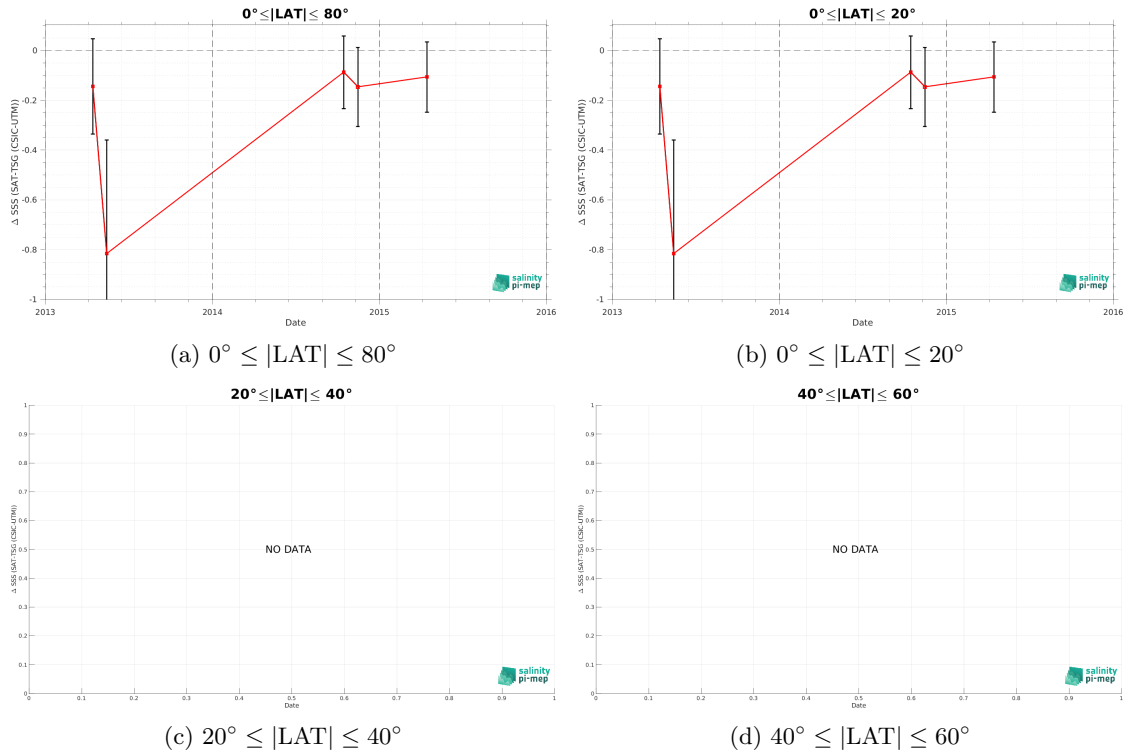 0°≤|LAT|≤ 80°
0
-0.2
-0.4
-0.6
-0.8
-1
Δ SSS (SAT-TSG (CSIC-UTM))
2013
2014
2015
2016
Date
salinity
pi-mep
(a) 0° ≤ |LAT| ≤ 80°
0°≤|LAT|≤ 20°
0
-0.2
-0.4
-0.6
-0.8
-1
Δ SSS (SAT-TSG (CSIC-UTM))
2013
2014
2015
2016
Date
salinity
pi-mep
(b) 0° ≤ |LAT| ≤ 20°
20°≤|LAT|≤ 40°
1
0.9
0.8
0.7
0.6
0.5
0.4
0.3
0.2
0.1
0
Δ SSS (SAT-TSG (CSIC-UTM))
NO DATA
0
0.1
0.2
0.3
0.4
0.5
0.6
0.7
0.8
0.9
1
Date
salinity
pi-mep
(c) 20° ≤ |LAT| ≤ 40°
40°≤|LAT|≤ 60°
1
0.9
0.8
0.7
0.6
0.5
0.4
0.3
0.2
0.1
0
Δ SSS (SAT-TSG (CSIC-UTM))
NO DATA
0
0.1
0.2
0.3
0.4
0.5
0.6
0.7
0.8
0.9
1
Date
salinity
pi-mep
(d) 40° ≤ |LAT| ≤ 60°